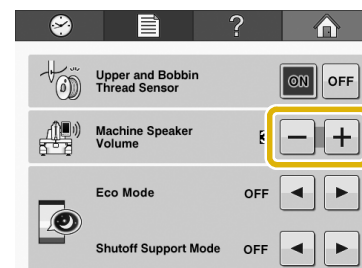 ?
Upper and Bobbin
Thread Sensor
ON OFF
Machine Speaker
Volume
− +
Eco Mode OFF
Shutoff Support Mode OFF